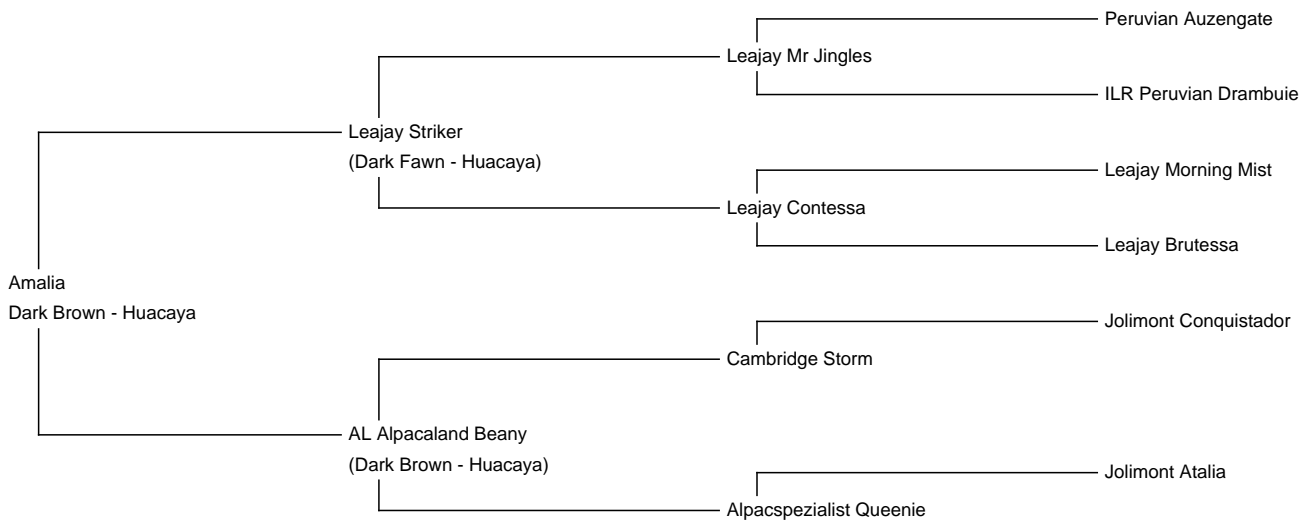 Peruvian Auzengate
Leajay Mr Jingles
ILR Peruvian Drambuie
Leajay Striker
(Dark Fawn - Huacaya)
Leajay Morning Mist
Leajay Contessa
Leajay Brutessa
Amalia
Dark Brown - Huacaya
Jolimont Conquistador
Cambridge Storm
AL Alpacaland Beany
(Dark Brown - Huacaya)
Jolimont Atalia
Alpacspezialist Queenie